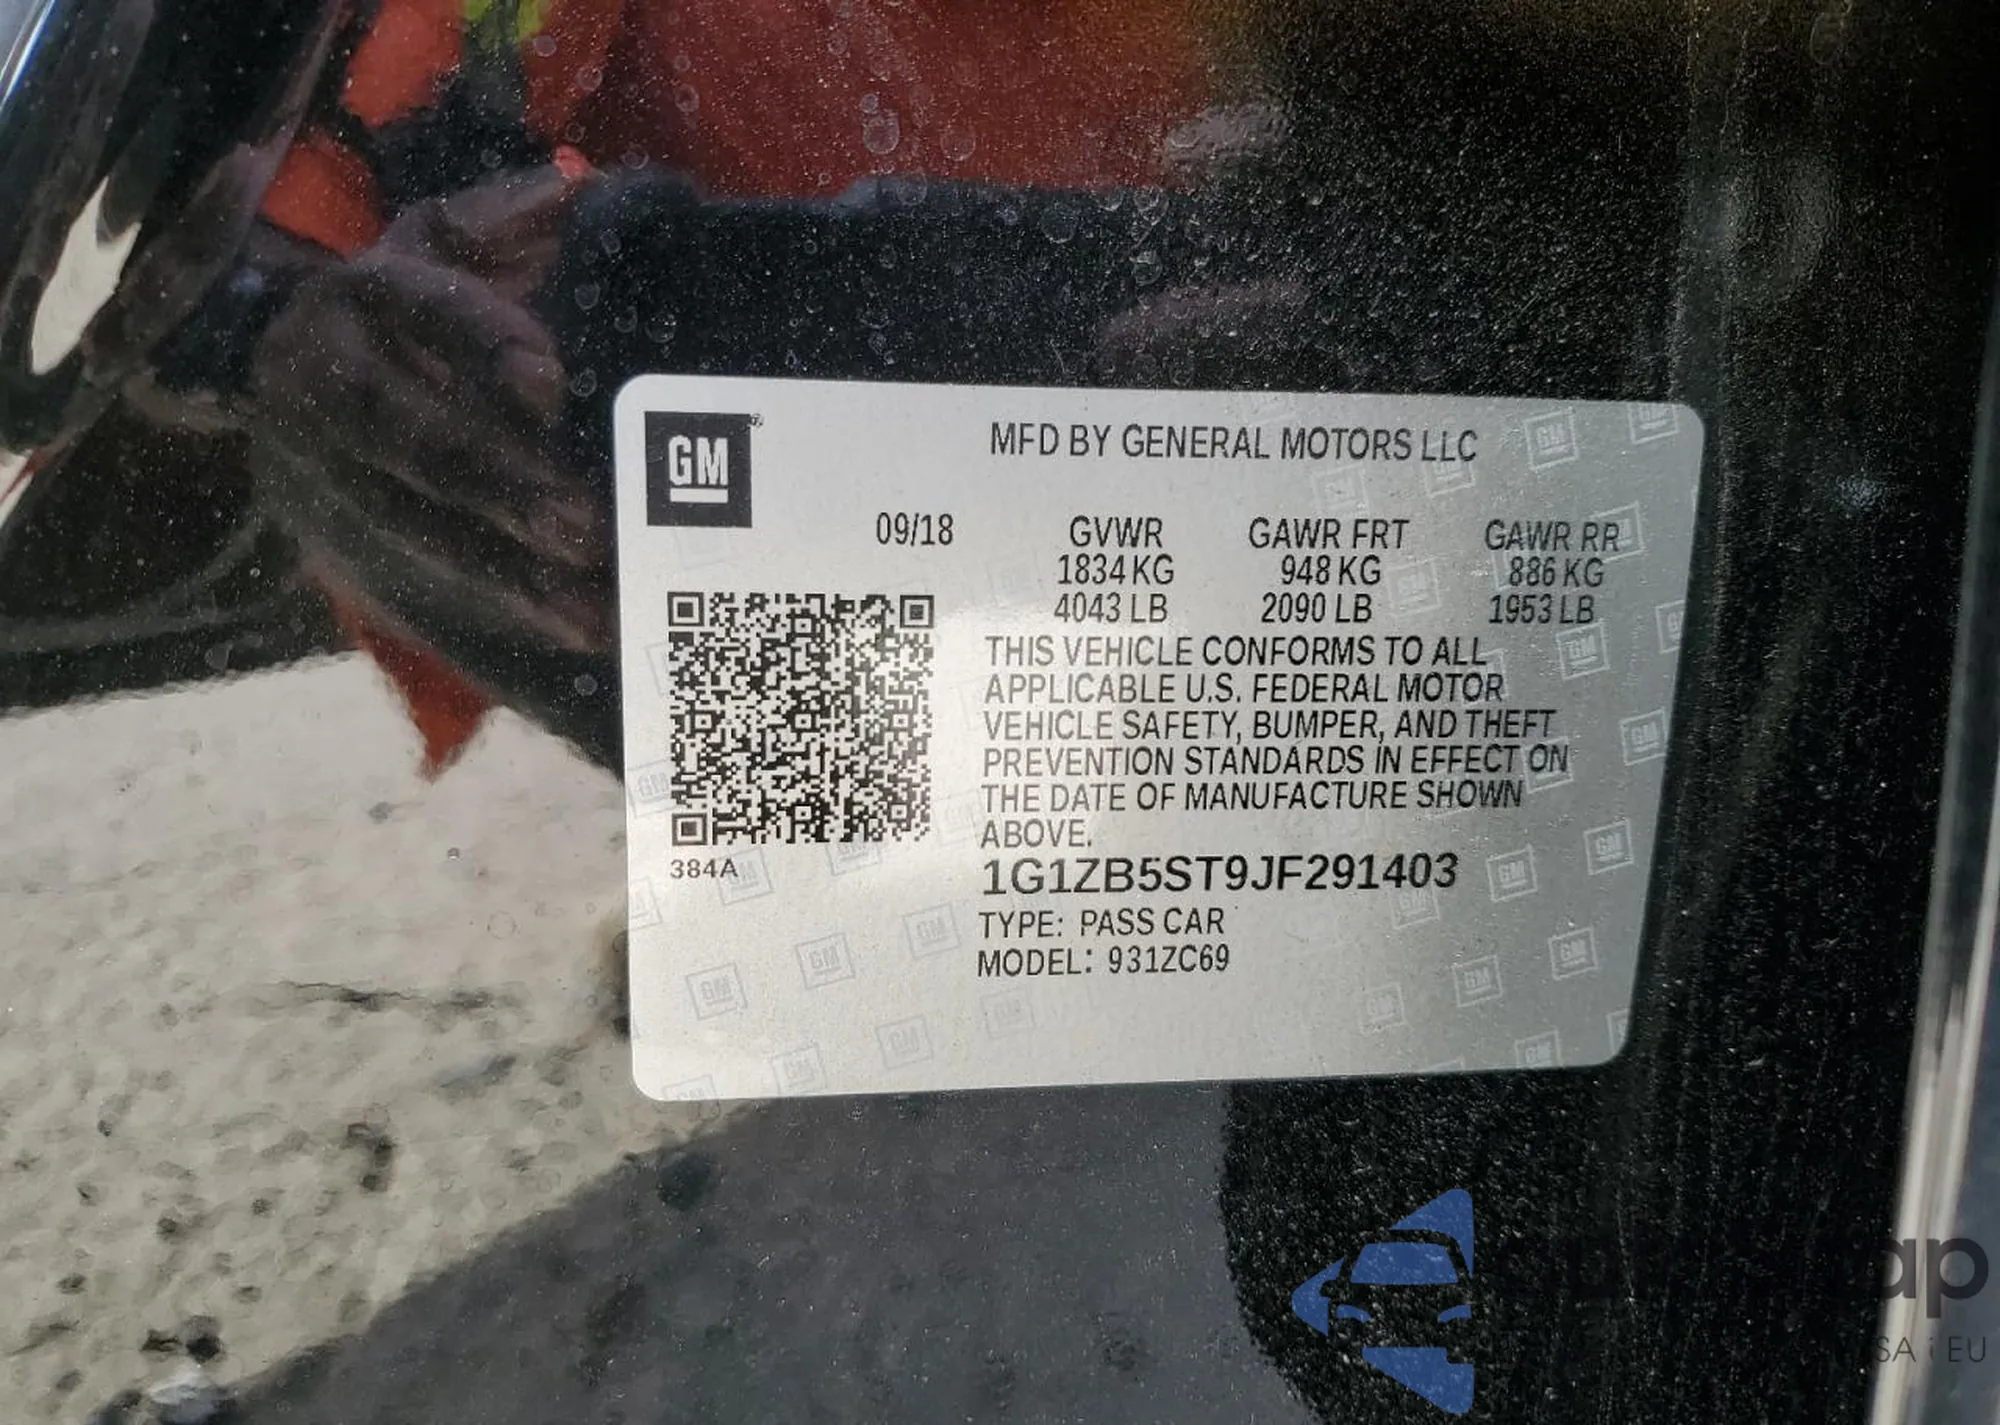 GM
MFD BY GENERAL MOTORS LLC
09/18 GVWR GAWR FRT GAWR RR
1834 KG 948 KG 886 KG
4043 LB 2090 LB 1953 LB
THIS VEHICLE CONFORMS TO ALL
APPLICABLE U.S. FEDERAL MOTOR
VEHICLE SAFETY, BUMPER, AND THEFT
PREVENTION STANDARDS IN EFFECT ON
THE DATE OF MANUFACTURE SHOWN
ABOVE.
384A
1G1ZB5ST9JF291403
TYPE: PASS CAR
MODEL: 931ZC69